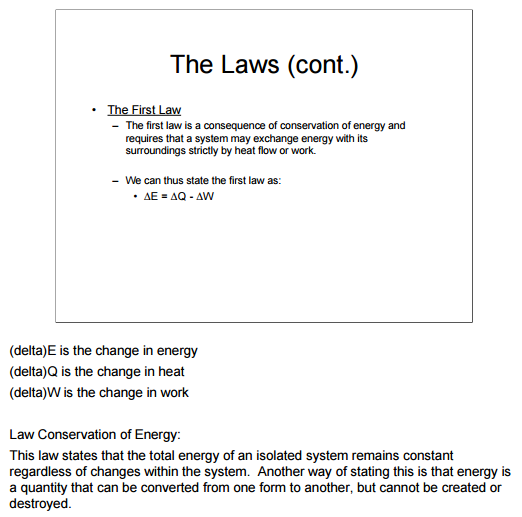 The Laws (cont.)
• The First Law
– The first law is a consequence of conservation of energy and
requires that a system may exchange energy with its
surroundings strictly by heat flow or work.
– We can thus state the first law as:
• ΔE = ΔQ - ΔW
(delta)E is the change in energy
(delta)Q is the change in heat
(delta)W is the change in work
Law Conservation of Energy:
This law states that the total energy of an isolated system remains constant
regardless of changes within the system.  Another way of stating this is that energy is
a quantity that can be converted from one form to another, but cannot be created or
destroyed.